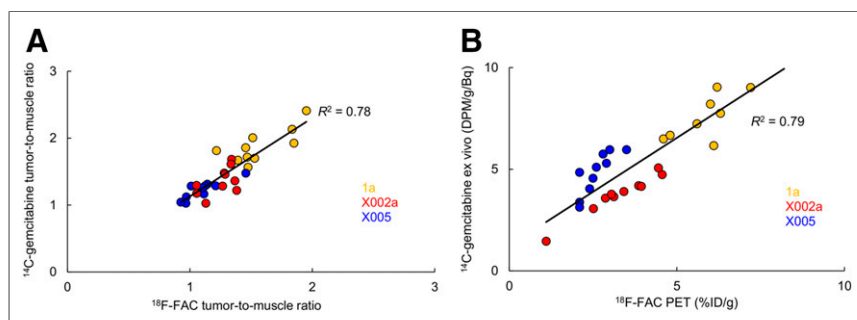 A
¹⁴C-gemcitabine tumor-to-muscle ratio
3
2
1
0
0
1
2
3
R² = 0.78
1a
X002a
X005
¹⁸F-FAC tumor-to-muscle ratio
B
¹⁴C-gemcitabine ex vivo (DPM/g/Bq)
10
5
0
0
5
10
R² = 0.79
1a
X002a
X005
¹⁸F-FAC PET (%ID/g)